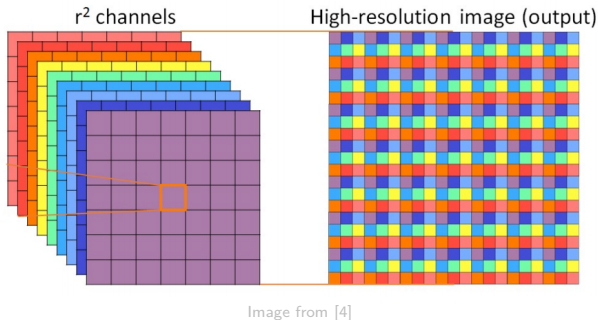 r² channels
High-resolution image (output)
Image from [4]